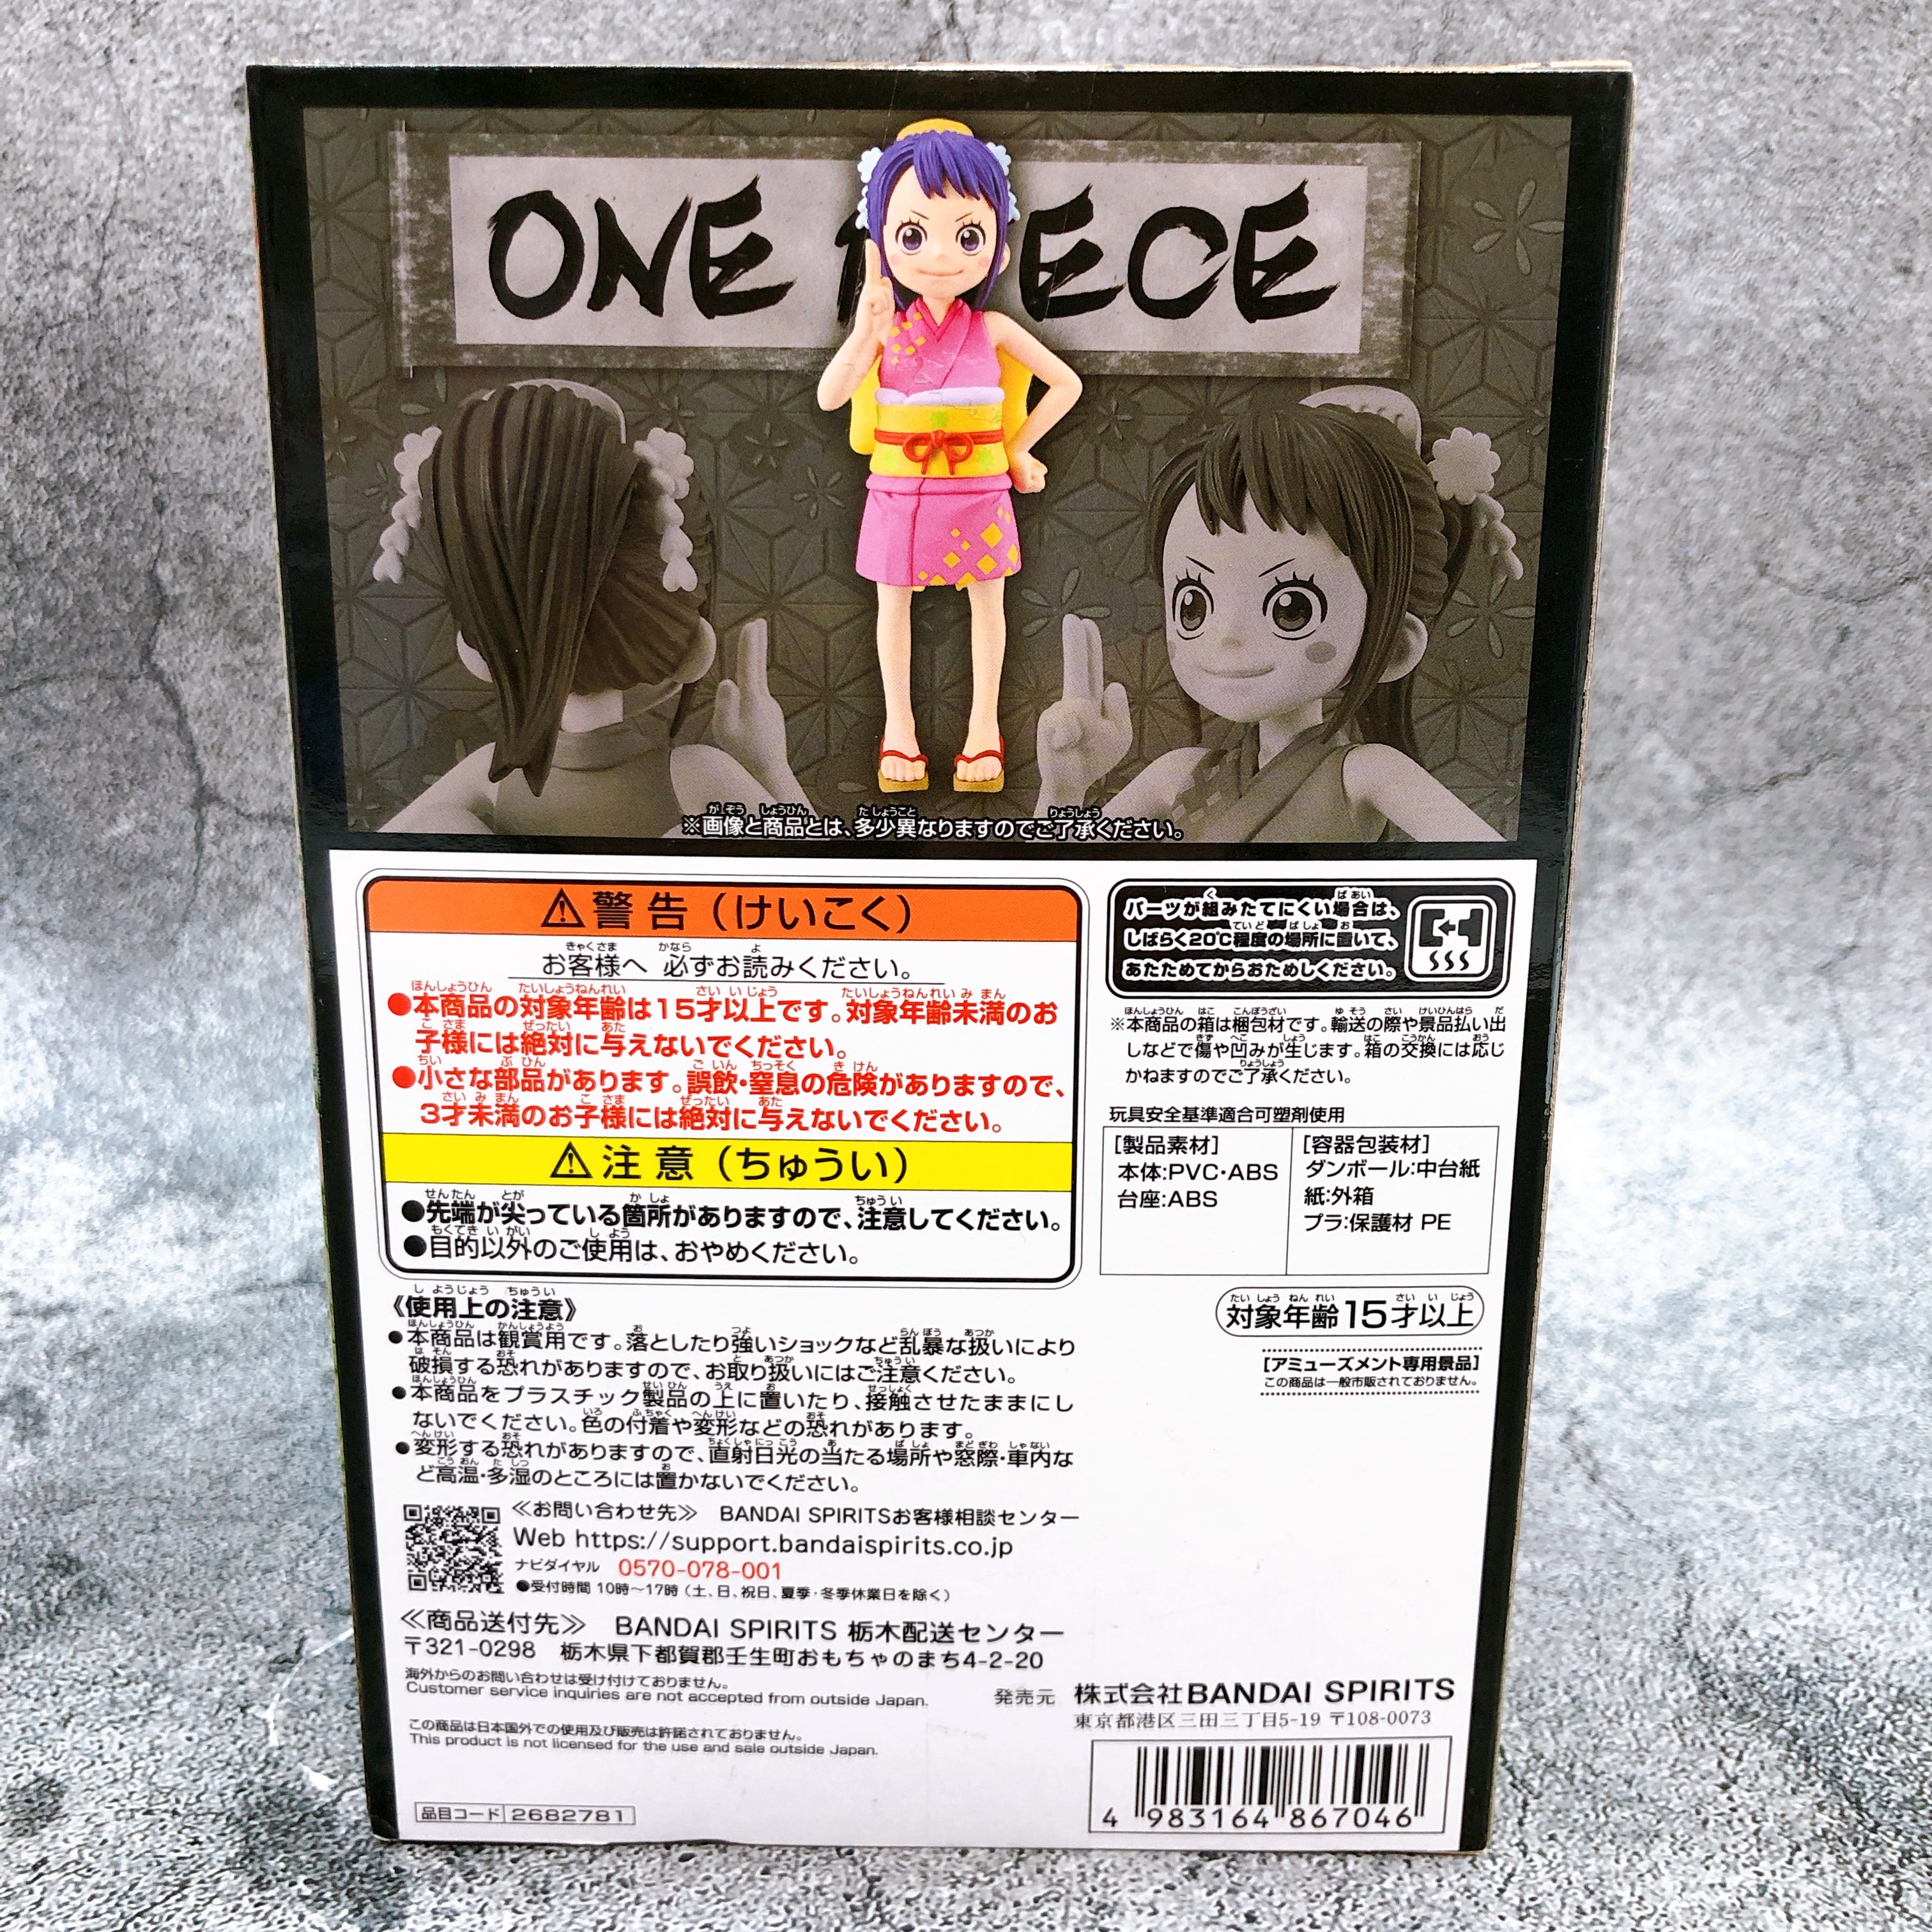 ONE PIECE
※画像と商品とは、多少異なりますのでご了承ください。
⚠警告（けいこく）
お客様へ 必ずお読みください。
●本商品の対象年齢は15才以上です。対象年齢未満のお
子様には絶対に与えないでください。
●小さな部品があります。誤飲・窒息の危険がありますので、
3才未満のお子様には絶対に与えないでください。
⚠注意（ちゅうい）
●先端が尖っている箇所がありますので、注意してください。
●目的以外のご使用は、おやめください。
《使用上の注意》
●本商品は観賞用です。落としたり強いショックなど乱暴な扱いにより
破損する恐れがありますので、お取り扱いにはご注意ください。
●本商品をプラスチック製品の上に置いたり、接触させたままにし
ないでください。色の付着や変形などの恐れがあります。
●変形する恐れがありますので、直射日光の当たる場所や窓際・車内な
ど高温・多湿のところには置かないでください。
≪お問い合わせ先≫ BANDAI SPIRITSお客様相談センター
Web https://support.bandaispirits.co.jp
ナビダイヤル 0570-078-001
●受付時間 10時～17時（土、日、祝日、夏季・冬季休業日を除く）
≪商品送付先≫ BANDAI SPIRITS 栃木配送センター
〒321-0298 栃木県下都賀郡壬生町おもちゃのまち4-2-20
海外からのお問い合わせは受け付けておりません。
Customer service inquiries are not accepted from outside Japan.
この商品は日本国外での使用及び販売は許諾されておりません。
This product is not licensed for the use and sale outside Japan.
品目コード 2682781
パーツが組みたてにくい場合は、
しばらく20℃程度の場所に置いて、
あたためてからおためしください。
※本商品の箱は梱包材です。輸送の際や景品払い出
しなどで傷や凹みが生じます。箱の交換には応じ
かねますのでご了承ください。
玩具安全基準適合可塑剤使用
[製品素材]
本体:PVC・ABS
台座:ABS
[容器包装材]
ダンボール:中台紙
紙:外箱
プラ:保護材 PE
対象年齢15才以上
[アミューズメント専用景品]
この商品は一般市販されておりません。
発売元 株式会社BANDAI SPIRITS
東京都港区三田三丁目5-19 〒108-0073
4 983164 867046